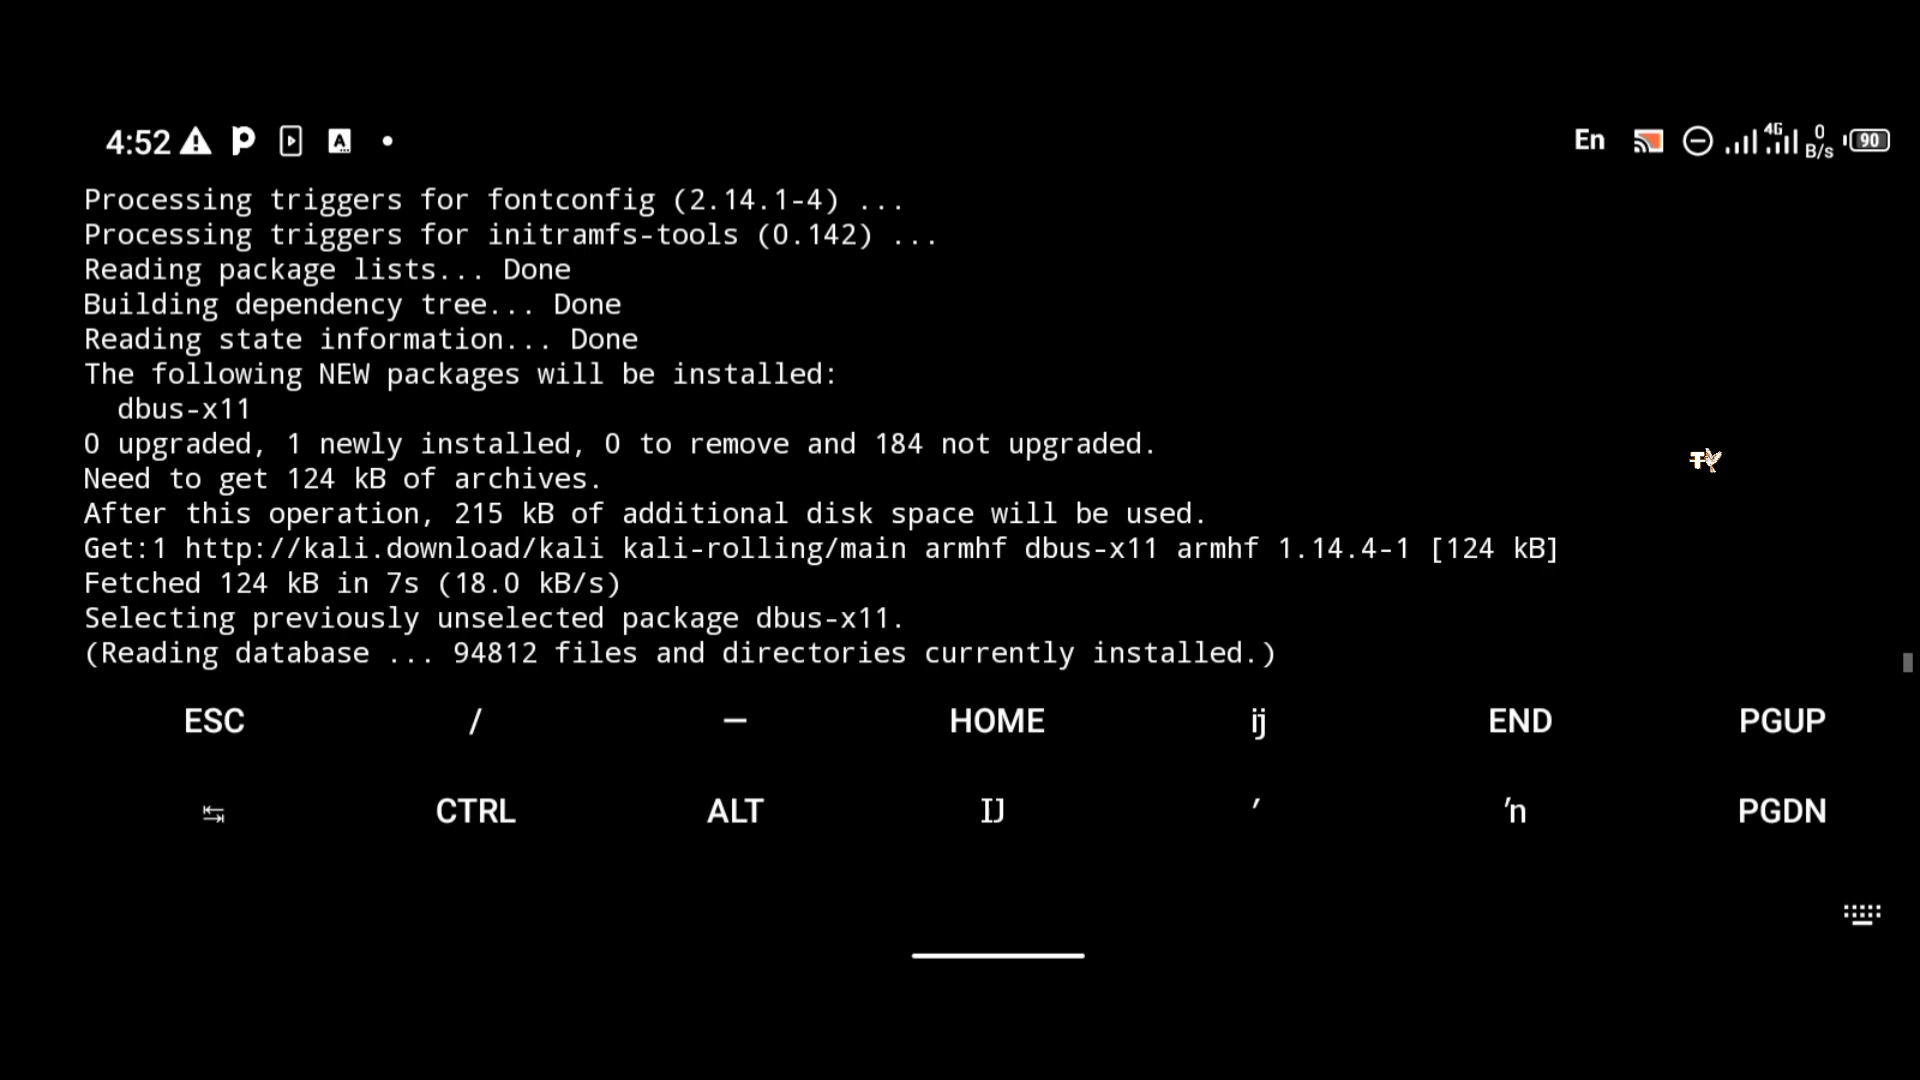 4:52
En 4G 0 B/s 90
Processing triggers for fontconfig (2.14.1-4) ...
Processing triggers for initramfs-tools (0.142) ...
Reading package lists... Done
Building dependency tree... Done
Reading state information... Done
The following NEW packages will be installed:
  dbus-x11
0 upgraded, 1 newly installed, 0 to remove and 184 not upgraded.
Need to get 124 kB of archives.
After this operation, 215 kB of additional disk space will be used.
Get:1 http://kali.download/kali kali-rolling/main armhf dbus-x11 armhf 1.14.4-1 [124 kB]
Fetched 124 kB in 7s (18.0 kB/s)
Selecting previously unselected package dbus-x11.
(Reading database ... 94812 files and directories currently installed.)
ESC / — HOME ĳ END PGUP
↹ CTRL ALT Ĳ ′ ŉ PGDN